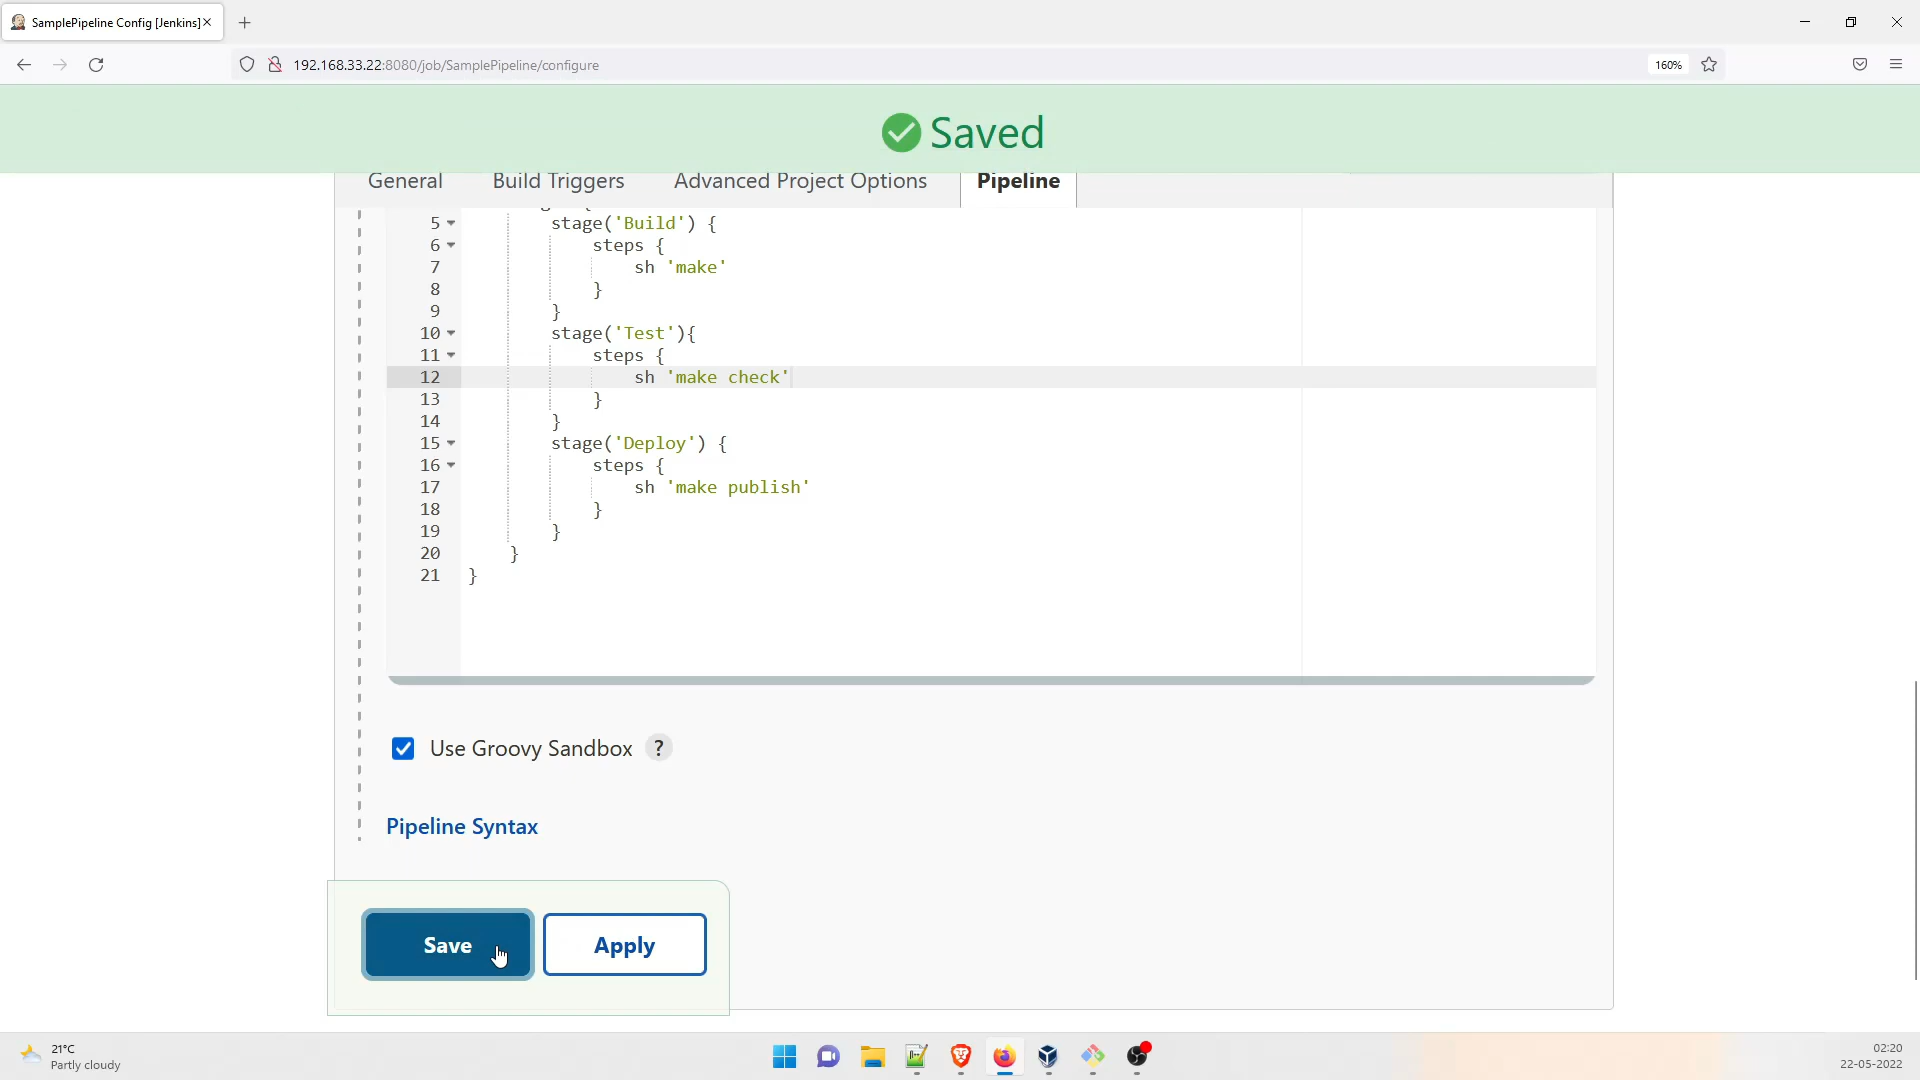 SamplePipeline Config [Jenkins]
192.168.33.22:8080/job/SamplePipeline/configure
160%
Saved
General Build Triggers Advanced Project Options Pipeline
5 stage('Build') {
6 steps {
7 sh 'make'
8 }
9 }
10 stage('Test'){
11 steps {
12 sh 'make check'
13 }
14 }
15 stage('Deploy') {
16 steps {
17 sh 'make publish'
18 }
19 }
20 }
21 }
Use Groovy Sandbox ?
Pipeline Syntax
Save Apply
21°C
Partly cloudy
02:20
22-05-2022